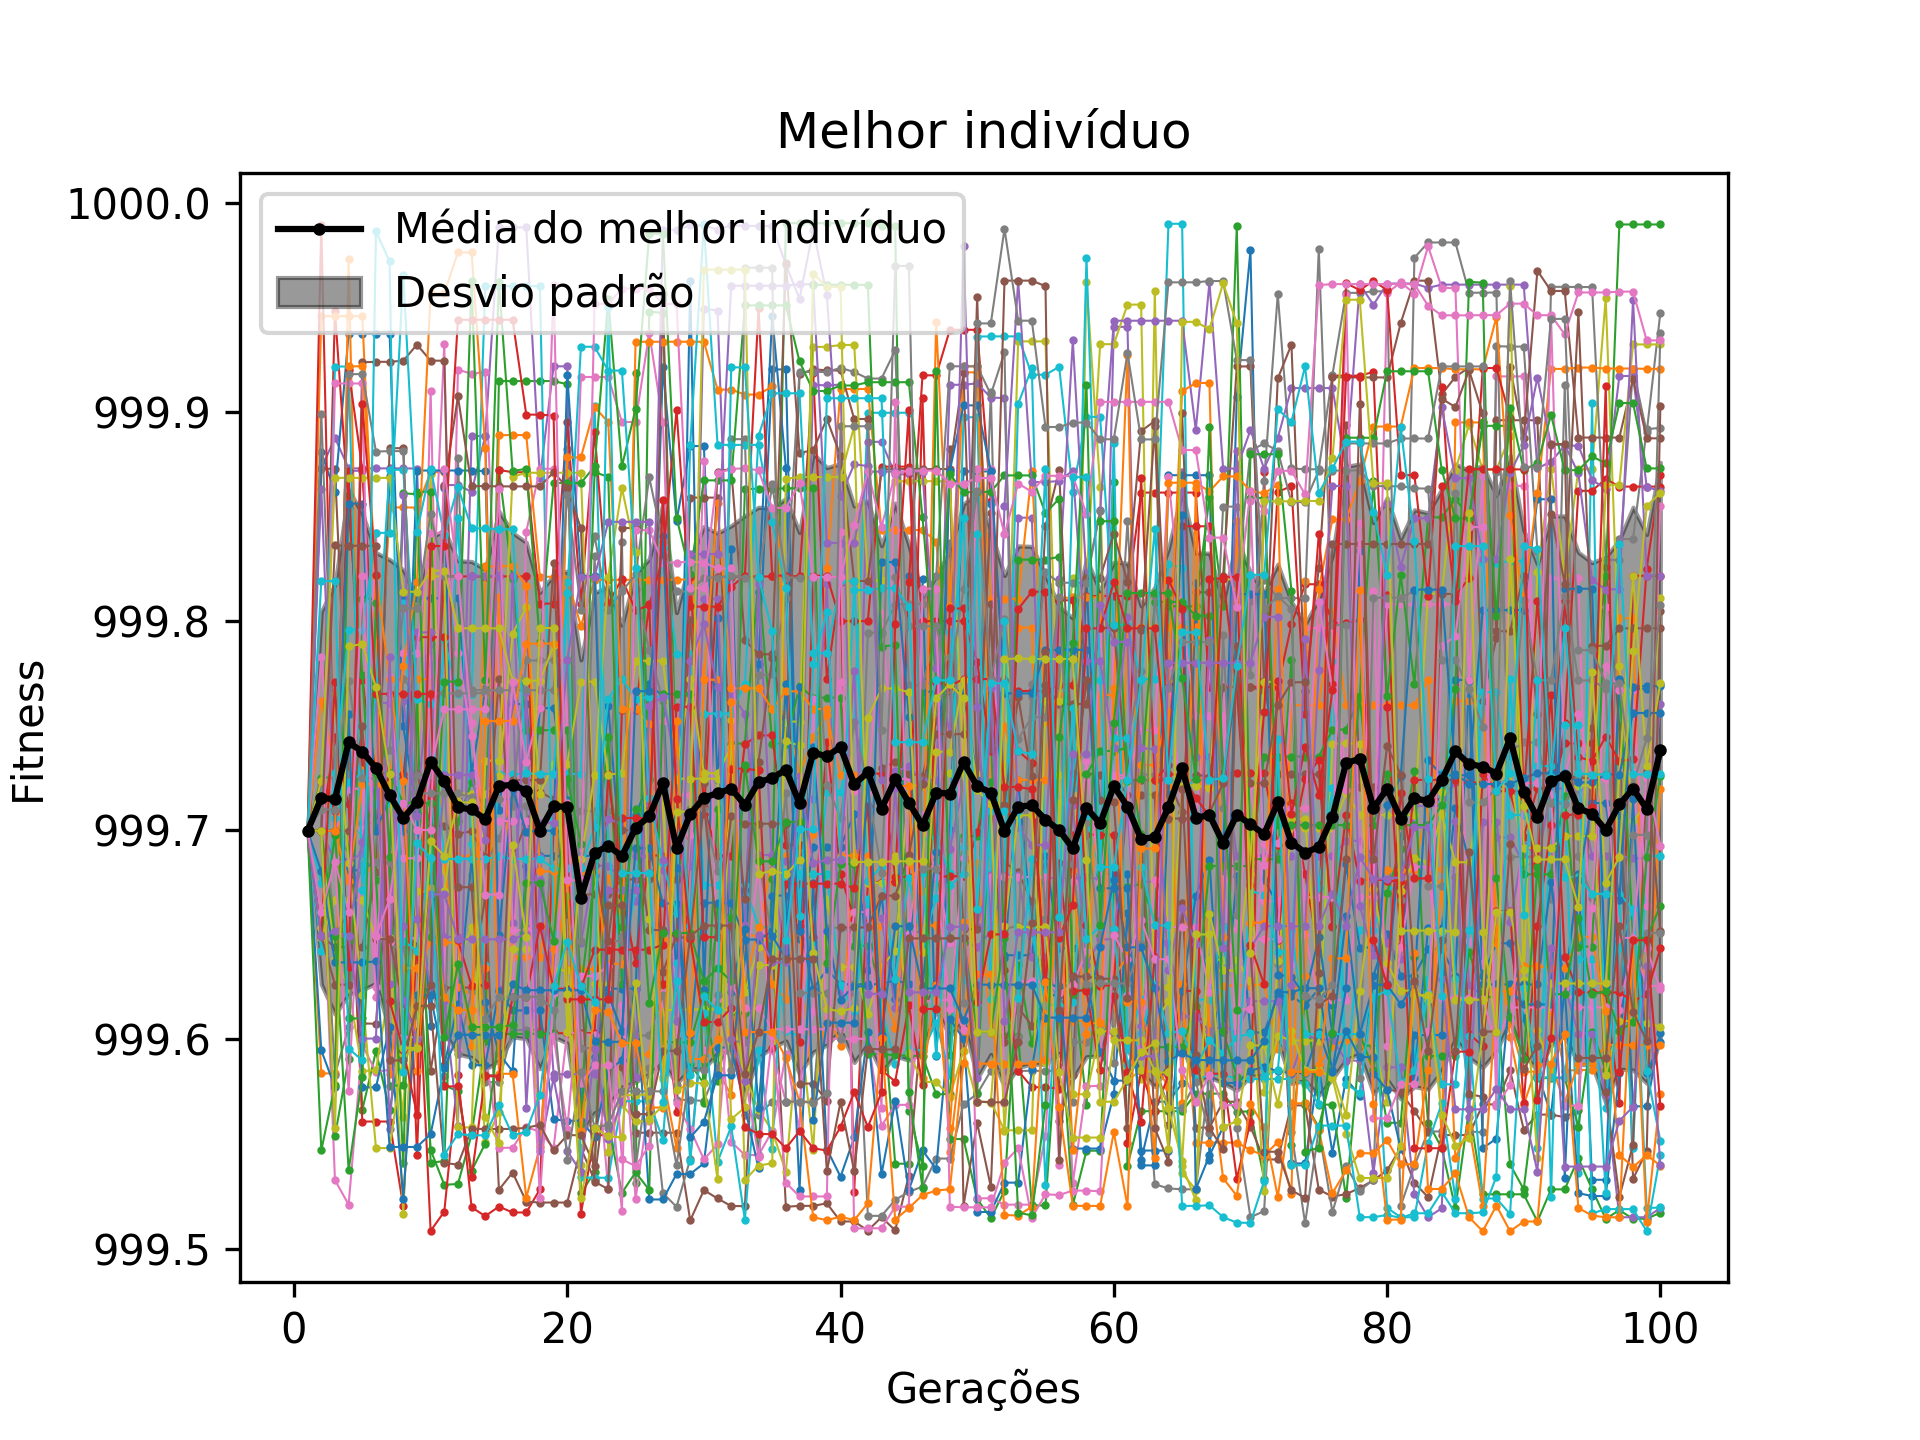 Melhor indivíduo
Média do melhor indivíduo
Desvio padrão
Fitness
1000.0
999.9
999.8
999.7
999.6
999.5
0 20 40 60 80 100
Gerações